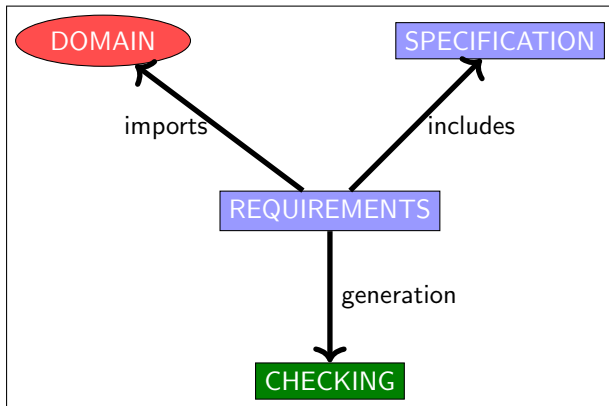 DOMAIN
SPECIFICATION
imports
includes
REQUIREMENTS
generation
CHECKING